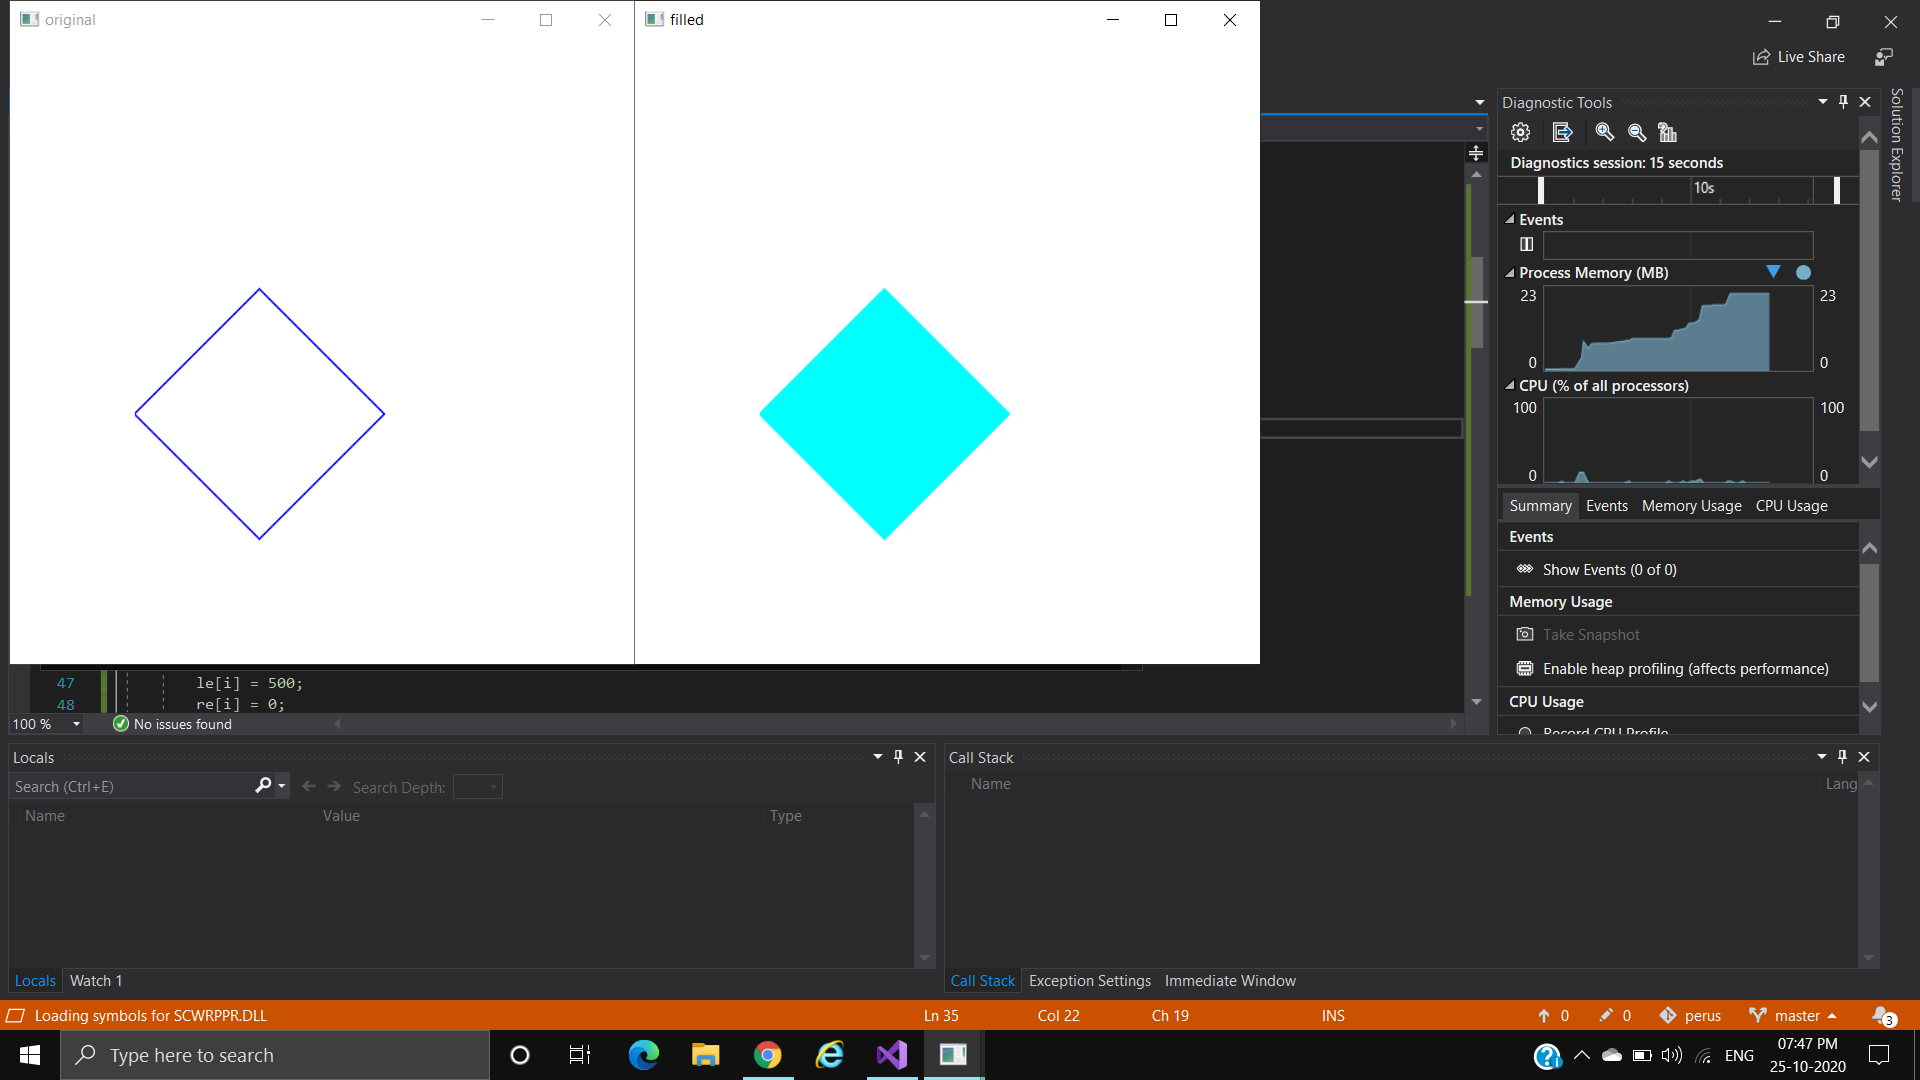 original
filled
Live Share
Diagnostic Tools
Solution Explorer
Diagnostics session: 15 seconds
10s
Events
Process Memory (MB)
23
23
0
0
CPU (% of all processors)
100
100
0
0
Summary Events Memory Usage CPU Usage
Events
Show Events (0 of 0)
Memory Usage
Take Snapshot
Enable heap profiling (affects performance)
CPU Usage
Record CPU Profile
47 le[i] = 500;
48 re[i] = 0;
100 %
No issues found
Locals
Search (Ctrl+E)
Search Depth:
Name Value Type
Locals Watch 1
Call Stack
Name Lang
Call Stack Exception Settings Immediate Window
Loading symbols for SCWRPPR.DLL
Ln 35 Col 22 Ch 19 INS
0 0 perus master 3
Type here to search
ENG
07:47 PM
25-10-2020